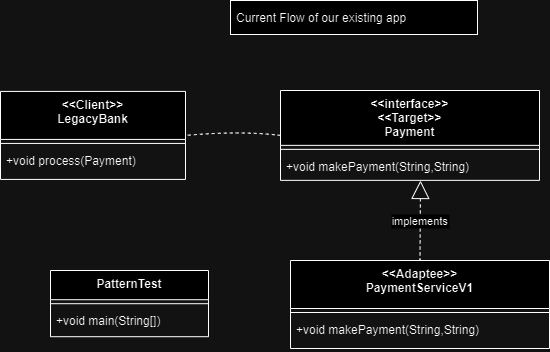 Current Flow of our existing app
<<Client>>
LegacyBank
+void process(Payment)
<<interface>>
<<Target>>
Payment
+void makePayment(String,String)
implements
PatternTest
+void main(String[])
<<Adaptee>>
PaymentServiceV1
+void makePayment(String,String)